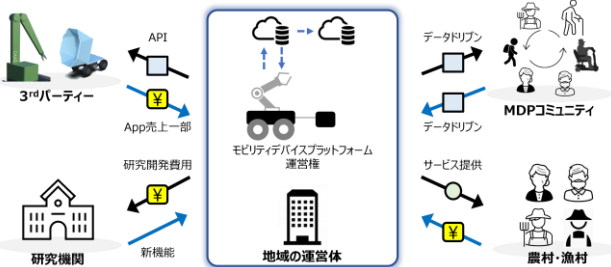 API
¥
App売上一部
3rdパーティー
研究開発費用
¥
新機能
研究機関
モビリティデバイスプラットフォーム
運営権
地域の運営体
データドリブン
データドリブン
MDPコミュニティ
サービス提供
¥
農村・漁村